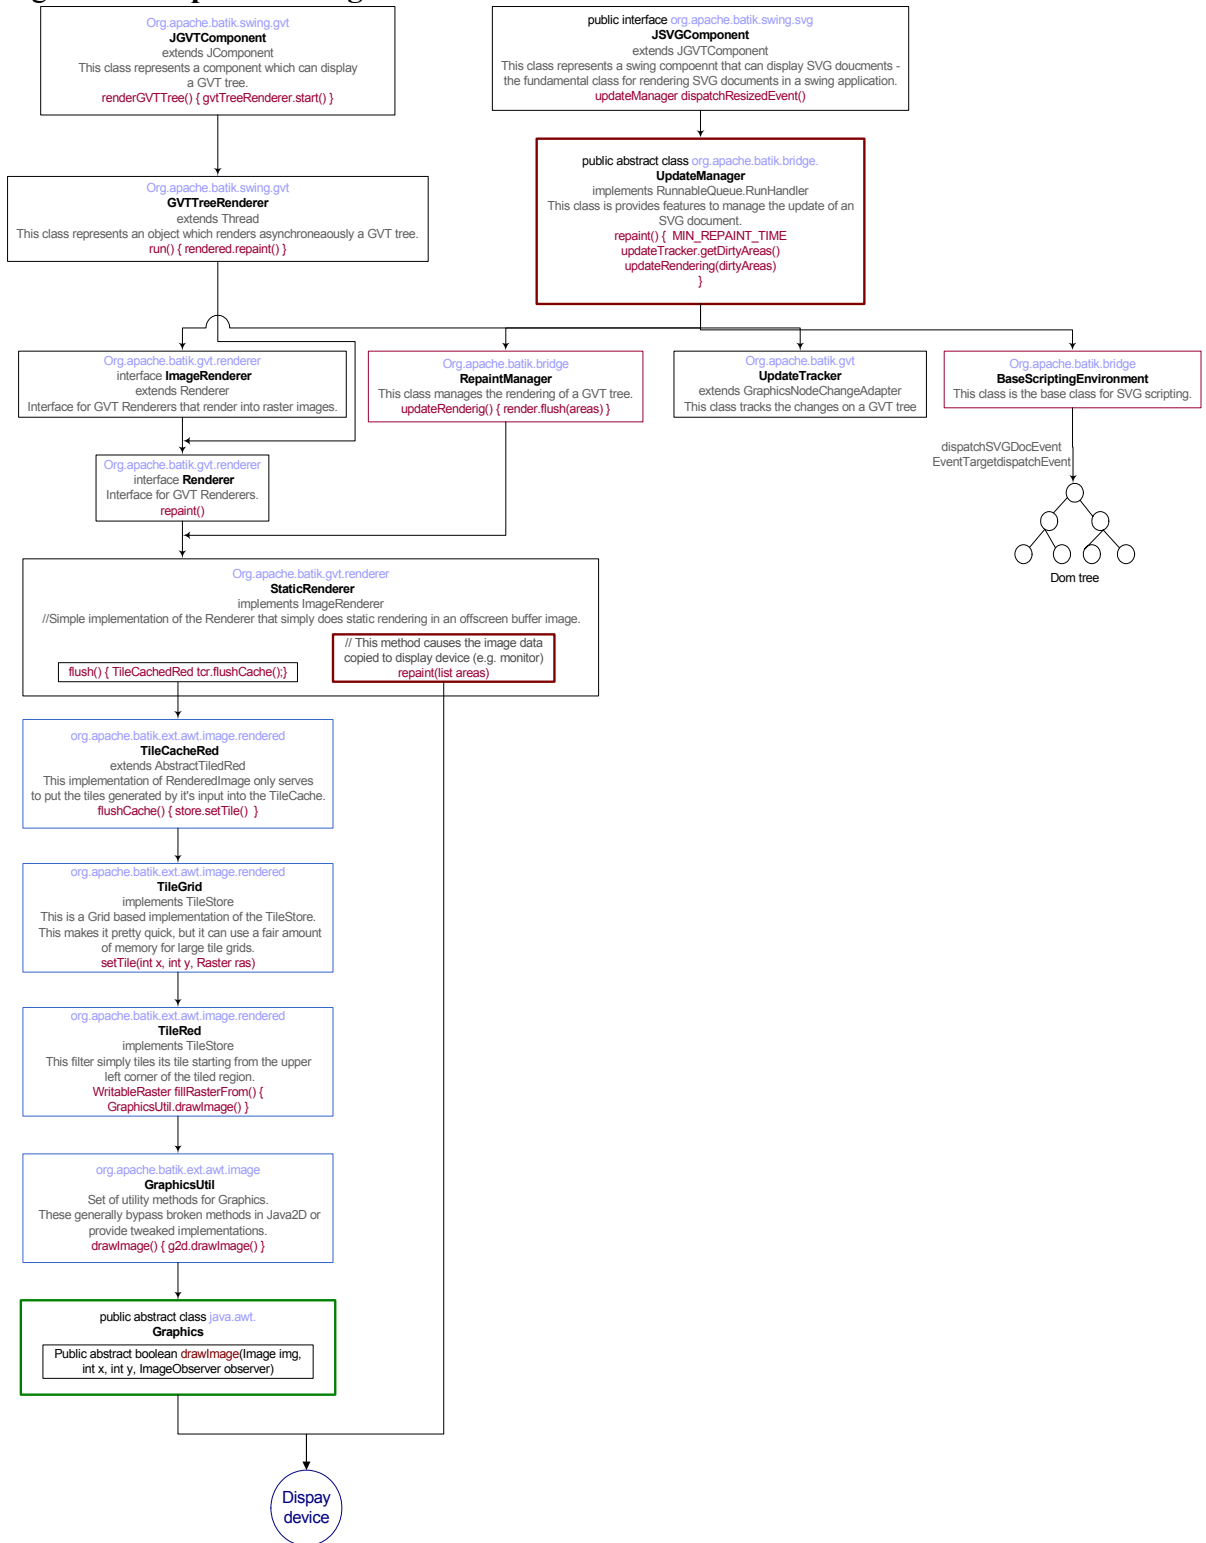 Org.apache.batik.swing.gvt
JGVTComponent
extends JComponent
This class represents a component which can display
a GVT tree.
renderGVTTree() { gvtTreeRenderer.start() }
public interface org.apache.batik.swing.svg
JSVGComponent
extends JGVTComponent
This class represents a swing compoennt that can display SVG doucments -
the fundamental class for rendering SVG documents in a swing application.
updateManager dispatchResizedEvent()
Org.apache.batik.swing.gvt
GVTTreeRenderer
extends Thread
This class represents an object which renders asynchroneaously a GVT tree.
run() { rendered.repaint() }
public abstract class org.apache.batik.bridge.
UpdateManager
implements RunnableQueue.RunHandler
This class is provides features to manage the update of an
SVG document.
repaint() { MIN_REPAINT_TIME
updateTracker.getDirtyAreas()
updateRendering(dirtyAreas)
}
Org.apache.batik.gvt.renderer
interface ImageRenderer
extends Renderer
Interface for GVT Renderers that render into raster images.
Org.apache.batik.bridge
RepaintManager
This class manages the rendering of a GVT tree.
updateRenderig() { render.flush(areas) }
Org.apache.batik.gvt
UpdateTracker
extends GraphicsNodeChangeAdapter
This class tracks the changes on a GVT tree
Org.apache.batik.bridge
BaseScriptingEnvironment
This class is the base class for SVG scripting.
dispatchSVGDocEvent
EventTargetdispatchEvent
Dom tree
Org.apache.batik.gvt.renderer
interface Renderer
Interface for GVT Renderers.
repaint()
Org.apache.batik.gvt.renderer
StaticRenderer
implements ImageRenderer
//Simple implementation of the Renderer that simply does static rendering in an offscreen buffer image.
flush() { TileCachedRed tcr.flushCache();}
// This method causes the image data
copied to display device (e.g. monitor)
repaint(list areas)
org.apache.batik.ext.awt.image.rendered
TileCacheRed
extends AbstractTiledRed
This implementation of RenderedImage only serves
to put the tiles generated by it's input into the TileCache.
flushCache() { store.setTile() }
org.apache.batik.ext.awt.image.rendered
TileGrid
implements TileStore
This is a Grid based implementation of the TileStore.
This makes it pretty quick, but it can use a fair amount
of memory for large tile grids.
setTile(int x, int y, Raster ras)
org.apache.batik.ext.awt.image.rendered
TileRed
implements TileStore
This filter simply tiles its tile starting from the upper
left corner of the tiled region.
WritableRaster fillRasterFrom() {
GraphicsUtil.drawImage() }
org.apache.batik.ext.awt.image
GraphicsUtil
Set of utility methods for Graphics.
These generally bypass broken methods in Java2D or
provide tweaked implementations.
drawImage() { g2d.drawImage() }
public abstract class java.awt.
Graphics
Public abstract boolean drawImage(Image img,
int x, int y, ImageObserver observer)
Dispay
device